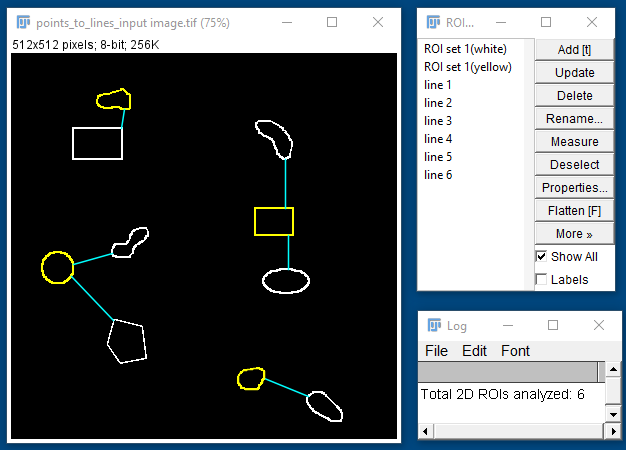 points_to_lines_input image.tif (75%)
512x512 pixels; 8-bit; 256K
ROI...
ROI set 1(white)
ROI set 1(yellow)
line 1
line 2
line 3
line 4
line 5
line 6
Add [t]
Update
Delete
Rename...
Measure
Deselect
Properties...
Flatten [F]
More »
Show All
Labels
Log
File Edit Font
Total 2D ROIs analyzed: 6